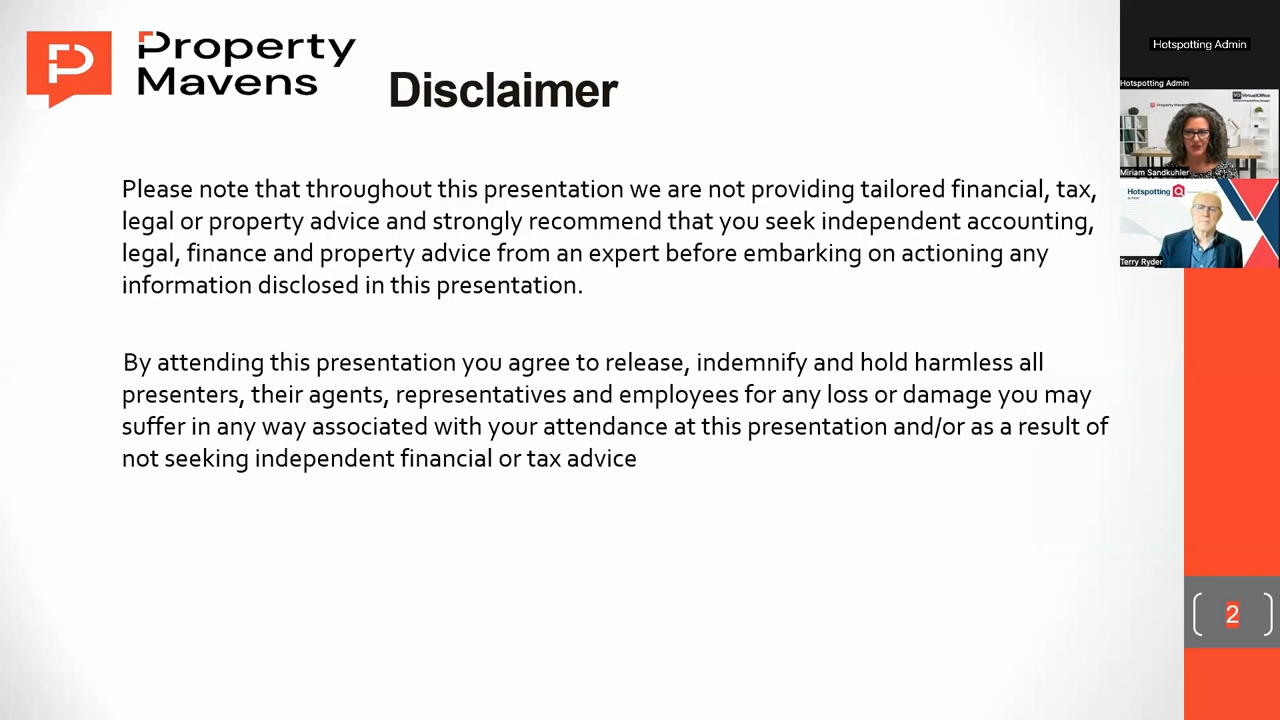 Property
Mavens
Disclaimer
Please note that throughout this presentation we are not providing tailored financial, tax,
legal or property advice and strongly recommend that you seek independent accounting,
legal, finance and property advice from an expert before embarking on actioning any
information disclosed in this presentation.
By attending this presentation you agree to release, indemnify and hold harmless all
presenters, their agents, representatives and employees for any loss or damage you may
suffer in any way associated with your attendance at this presentation and/or as a result of
not seeking independent financial or tax advice
Hotspotting Admin
Hotspotting Admin
VirtualOffice
Property Mavens
Miriam Sandkuhler
Hotspotting
Terry Ryder
2